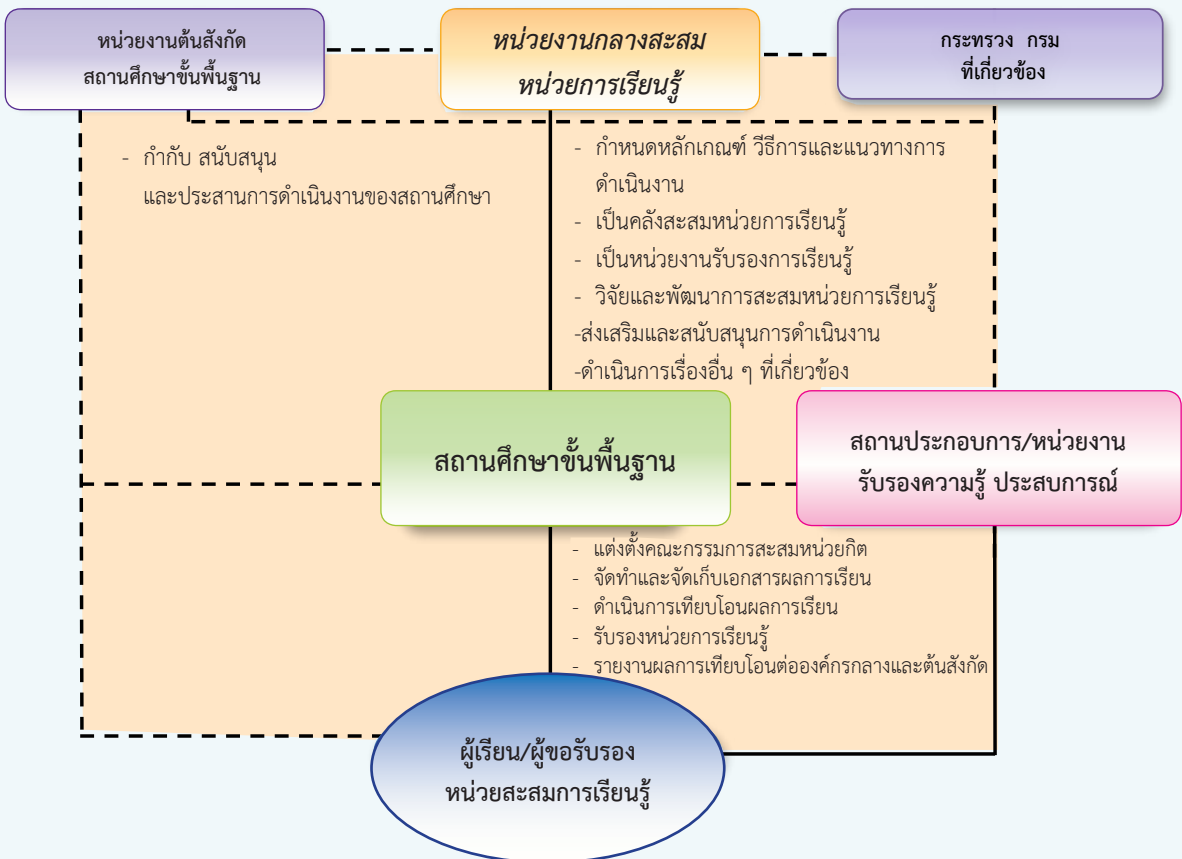 หน่วยงานต้นสังกัด
สถานศึกษาขั้นพื้นฐาน
หน่วยงานกลางสะสม
หน่วยการเรียนรู้
กระทรวง กรม
ที่เกี่ยวข้อง
- กำกับ สนับสนุน
และประสานการดำเนินงานของสถานศึกษา
- กำหนดหลักเกณฑ์ วิธีการและแนวทางการ
ดำเนินงาน
- เป็นคลังสะสมหน่วยการเรียนรู้
- เป็นหน่วยงานรับรองการเรียนรู้
- วิจัยและพัฒนาการสะสมหน่วยการเรียนรู้
-ส่งเสริมและสนับสนุนการดำเนินงาน
-ดำเนินการเรื่องอื่น ๆ ที่เกี่ยวข้อง
สถานศึกษาขั้นพื้นฐาน
สถานประกอบการ/หน่วยงาน
รับรองความรู้ ประสบการณ์
- แต่งตั้งคณะกรรมการสะสมหน่วยกิต
- จัดทำและจัดเก็บเอกสารผลการเรียน
- ดำเนินการเทียบโอนผลการเรียน
- รับรองหน่วยการเรียนรู้
- รายงานผลการเทียบโอนต่อองค์กรกลางและต้นสังกัด
ผู้เรียน/ผู้ขอรับรอง
หน่วยสะสมการเรียนรู้